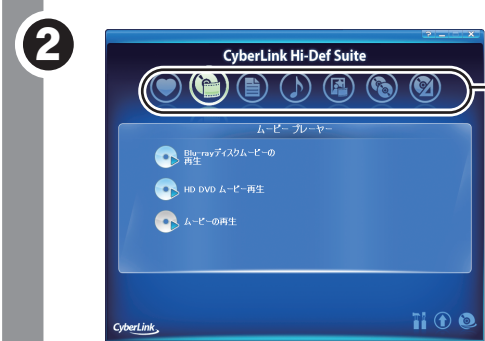 2
CyberLink Hi-Def Suite
ムービー プレーヤー
Blu-rayディスクムービーの
再生
HD DVD ムービー再生
ムービーの再生
CyberLink